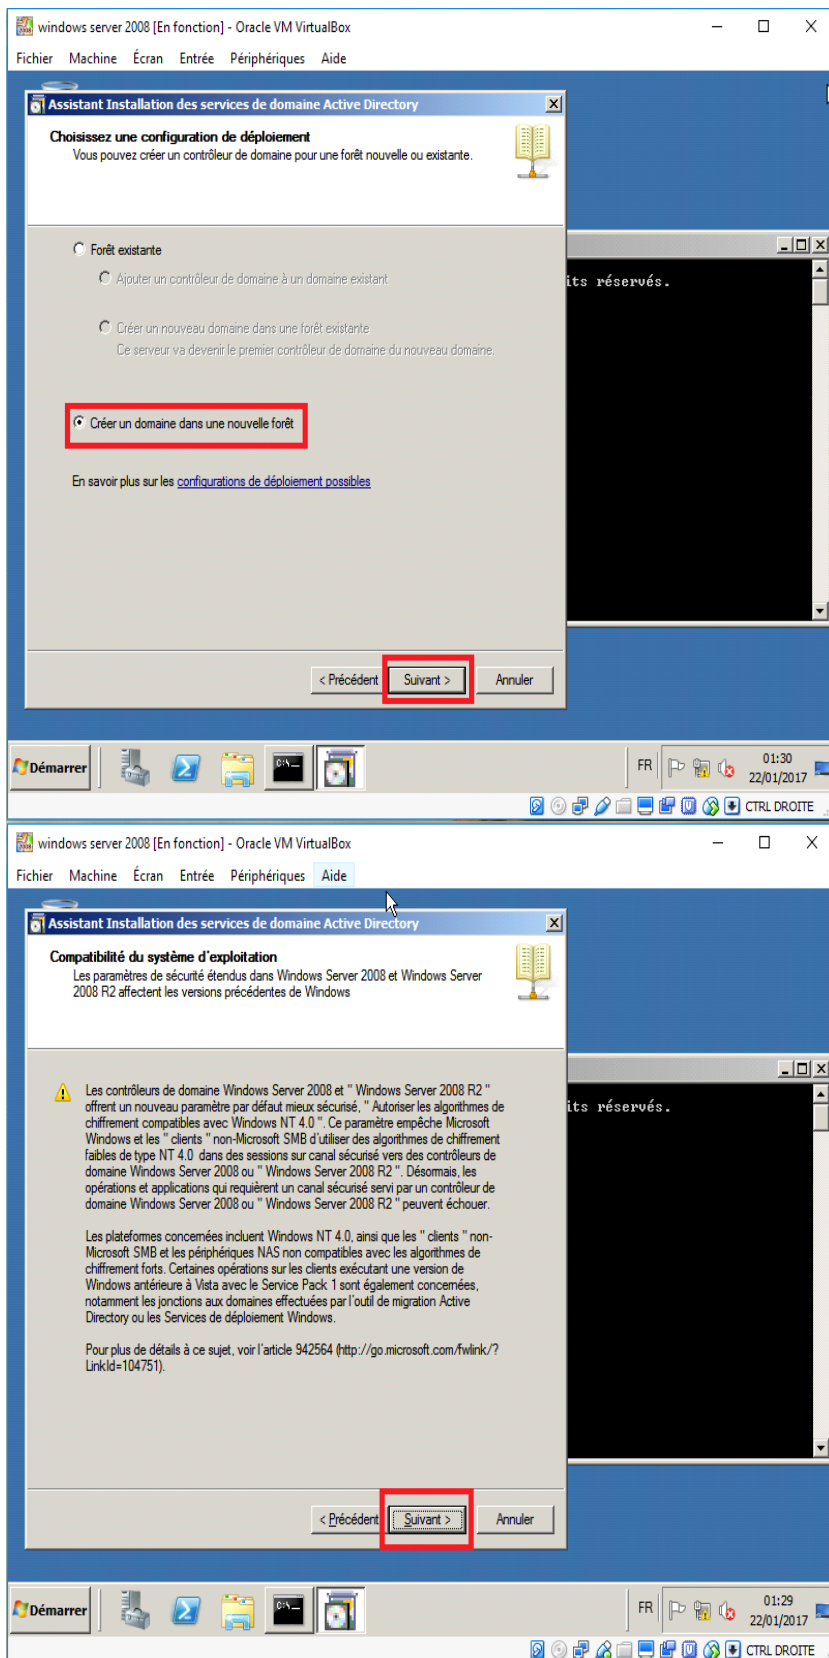 windows server 2008 [En fonction] - Oracle VM VirtualBox
Fichier Machine Écran Entrée Périphériques Aide
Assistant Installation des services de domaine Active Directory
Choisissez une configuration de déploiement
Vous pouvez créer un contrôleur de domaine pour une forêt nouvelle ou existante.
Forêt existante
Ajouter un contrôleur de domaine à un domaine existant
its réservés.
Créer un nouveau domaine dans une forêt existante
Ce serveur va devenir le premier contrôleur de domaine du nouveau domaine.
Créer un domaine dans une nouvelle forêt
En savoir plus sur les configurations de déploiement possibles
< Précédent Suivant > Annuler
Démarrer
FR
01:30
22/01/2017
CTRL DROITE
windows server 2008 [En fonction] - Oracle VM VirtualBox
Fichier Machine Écran Entrée Périphériques Aide
Assistant Installation des services de domaine Active Directory
Compatibilité du système d'exploitation
Les paramètres de sécurité étendus dans Windows Server 2008 et Windows Server
2008 R2 affectent les versions précédentes de Windows
Les contrôleurs de domaine Windows Server 2008 et " Windows Server 2008 R2 "
offrent un nouveau paramètre par défaut mieux sécurisé, " Autoriser les algorithmes de
chiffrement compatibles avec Windows NT 4.0 ". Ce paramètre empêche Microsoft
Windows et les " clients " non-Microsoft SMB d'utiliser des algorithmes de chiffrement
faibles de type NT 4.0 dans des sessions sur canal sécurisé vers des contrôleurs de
domaine Windows Server 2008 ou " Windows Server 2008 R2 ". Désormais, les
opérations et applications qui requièrent un canal sécurisé servi par un contrôleur de
domaine Windows Server 2008 ou " Windows Server 2008 R2 " peuvent échouer.
its réservés.
Les plateformes concernées incluent Windows NT 4.0, ainsi que les " clients " non-
Microsoft SMB et les périphériques NAS non compatibles avec les algorithmes de
chiffrement forts. Certaines opérations sur les clients exécutant une version de
Windows antérieure à Vista avec le Service Pack 1 sont également concernées,
notamment les jonctions aux domaines effectuées par l'outil de migration Active
Directory ou les Services de déploiement Windows.
Pour plus de détails à ce sujet, voir l'article 942564 (http://go.microsoft.com/fwlink/?
LinkId=104751).
< Précédent Suivant > Annuler
Démarrer
FR
01:29
22/01/2017
CTRL DROITE